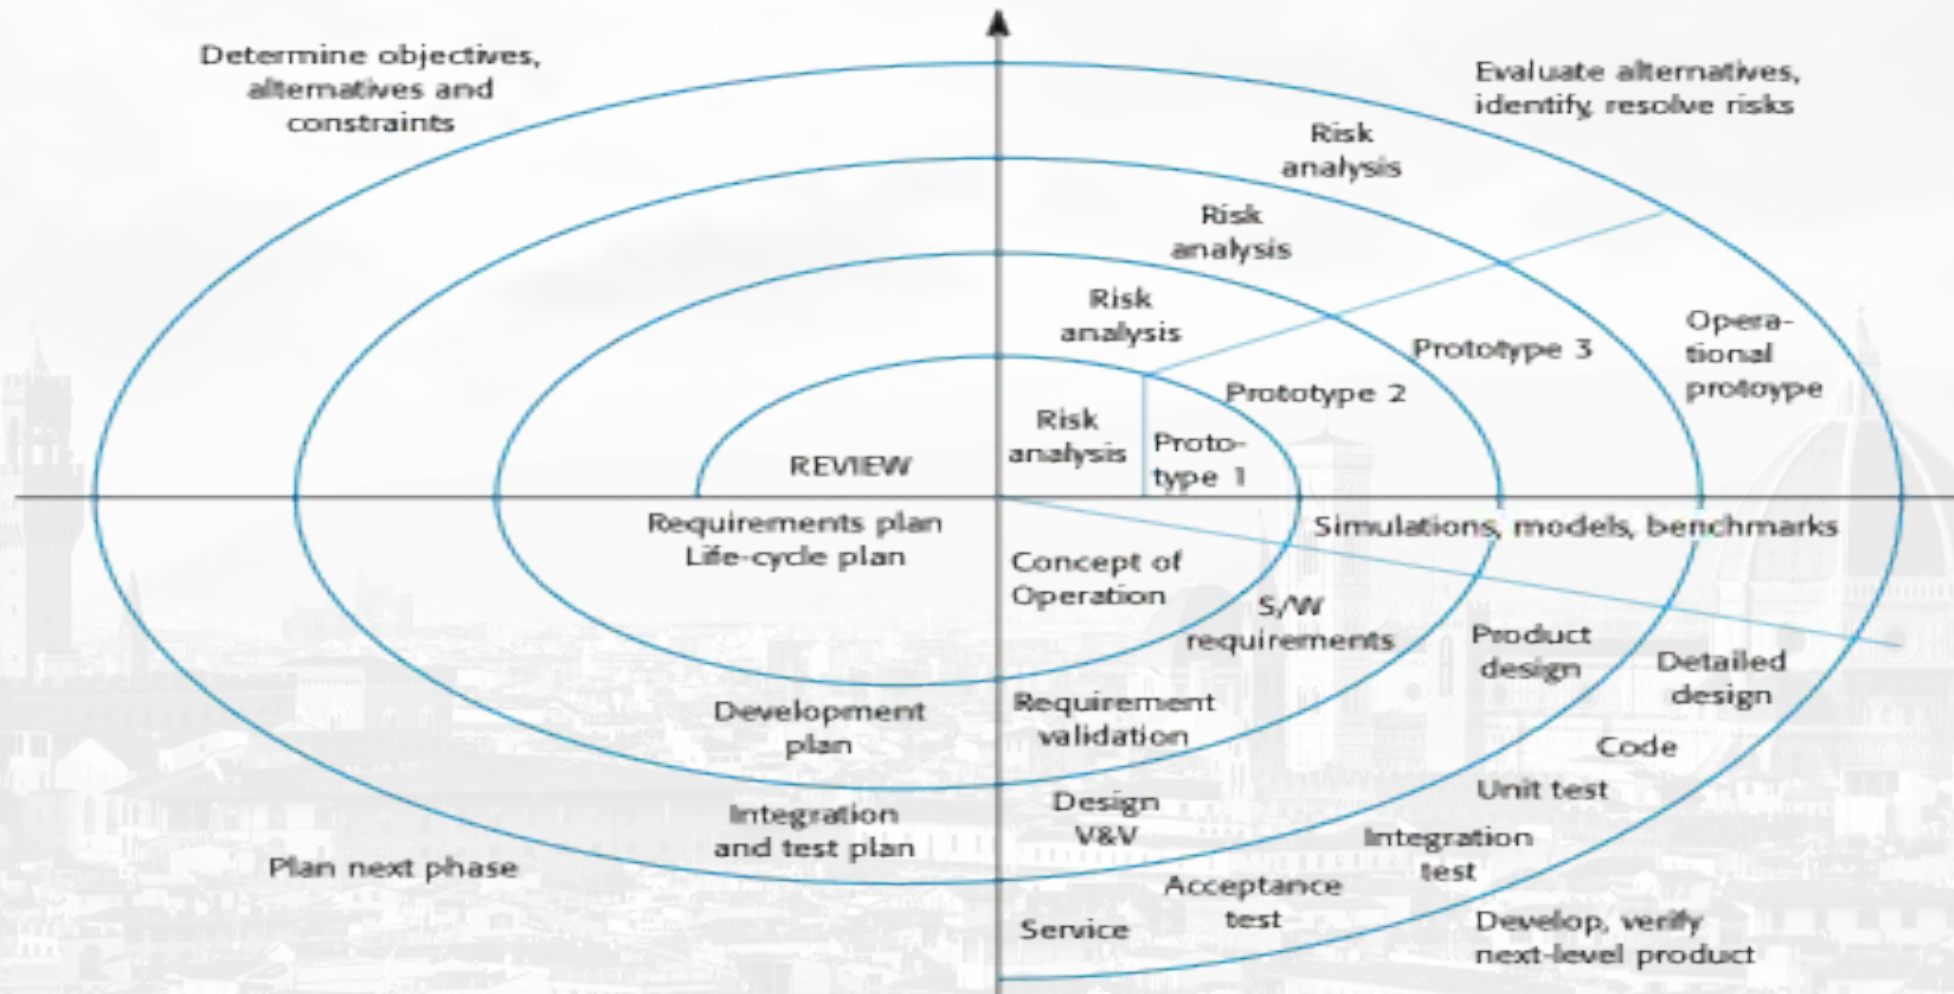 Determine objectives,
alternatives and
constraints
Evaluate alternatives,
identify, resolve risks
Risk
analysis
Risk
analysis
Risk
analysis
Risk
analysis
Proto-
type 1
Prototype 2
Prototype 3
Opera-
tional
protoype
REVIEW
Requirements plan
Life-cycle plan
Simulations, models, benchmarks
Concept of
Operation
S/W
requirements
Product
design
Detailed
design
Development
plan
Requirement
validation
Code
Unit test
Integration
and test plan
Design
V&V
Integration
test
Plan next phase
Acceptance
test
Service
Develop, verify
next-level product